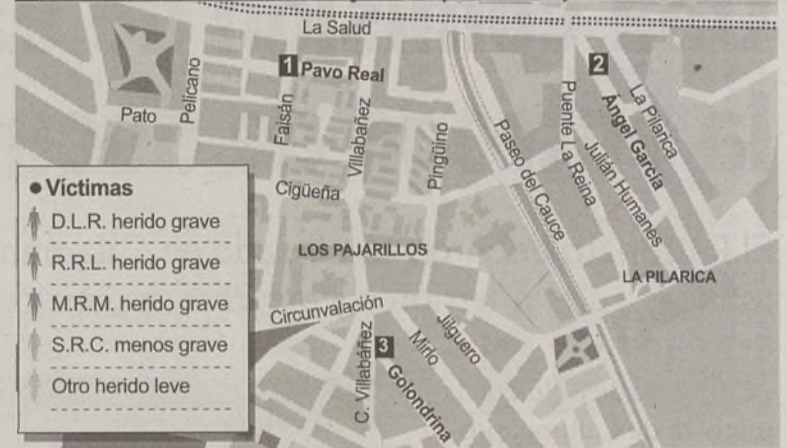 La Salud
1 Pavo Real
2
Pato
Pelicano
Faisán
Villabañez
Pingüino
Paseo del Cauce
Puente La Reina
Julián Humanes
Ángel García
La Pilarica
Cigüeña
LOS PAJARILLOS
LA PILARICA
Circunvalación
C. Villabáñez
3
Golondrina
Mirlo
Jilguero
• Víctimas
D.L.R. herido grave
R.R.L. herido grave
M.R.M. herido grave
S.R.C. menos grave
Otro herido leve